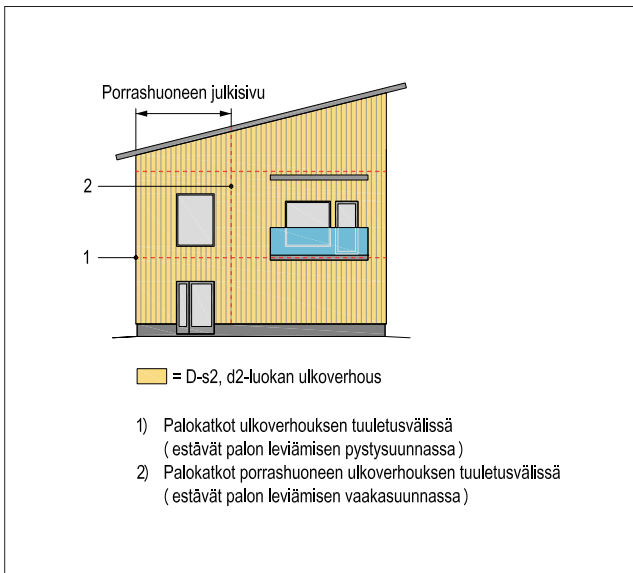 Porrashuoneen julkisivu
2
1
= D-s2, d2-luokan ulkoverhous
1) Palokatkot ulkoverhouksen tuuletusvälissä
( estävät palon leviämisen pystysuunnassa )
2) Palokatkot porrashuoneen ulkoverhouksen tuuletusvälissä
( estävät palon leviämisen vaakasuunnassa )